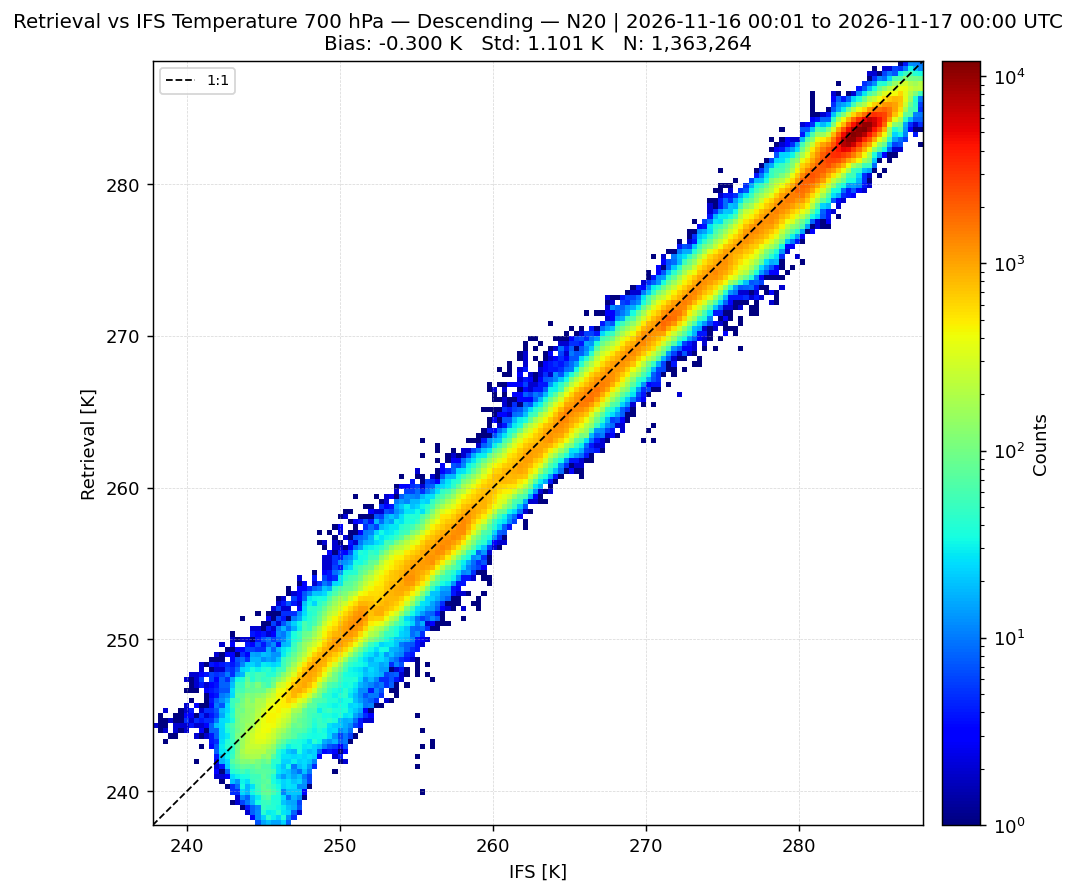 Retrieval vs IFS Temperature 700 hPa — Descending — N20 | 2026-11-16 00:01 to 2026-11-17 00:00 UTC
Bias: -0.300 K   Std: 1.101 K   N: 1,363,264
1:1
Retrieval [K]
280
270
260
250
240
240 250 260 270 280
IFS [K]
10⁴
10³
10²
10¹
10⁰
Counts